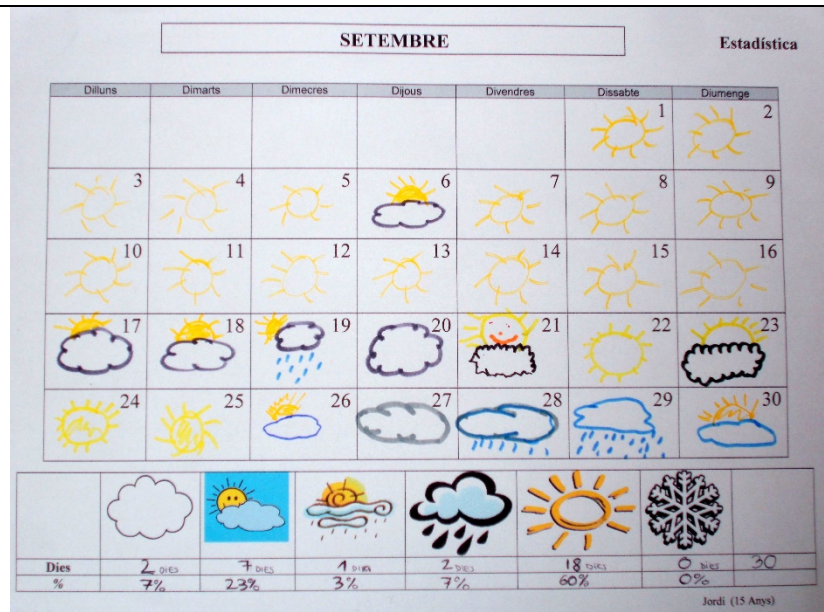 SETEMBRE
Estadística
Dilluns Dimarts Dimecres Dijous Divendres Dissabte Diumenge
1 2
3 4 5 6 7 8 9
10 11 12 13 14 15 16
17 18 19 20 21 22 23
24 25 26 27 28 29 30
Dies 2 DIES 7 DIES 1 DIES 2 DIES 18 DIES 0 DIES 30
% 7% 23% 3% 7% 60% 0%
Jordi (15 Anys)